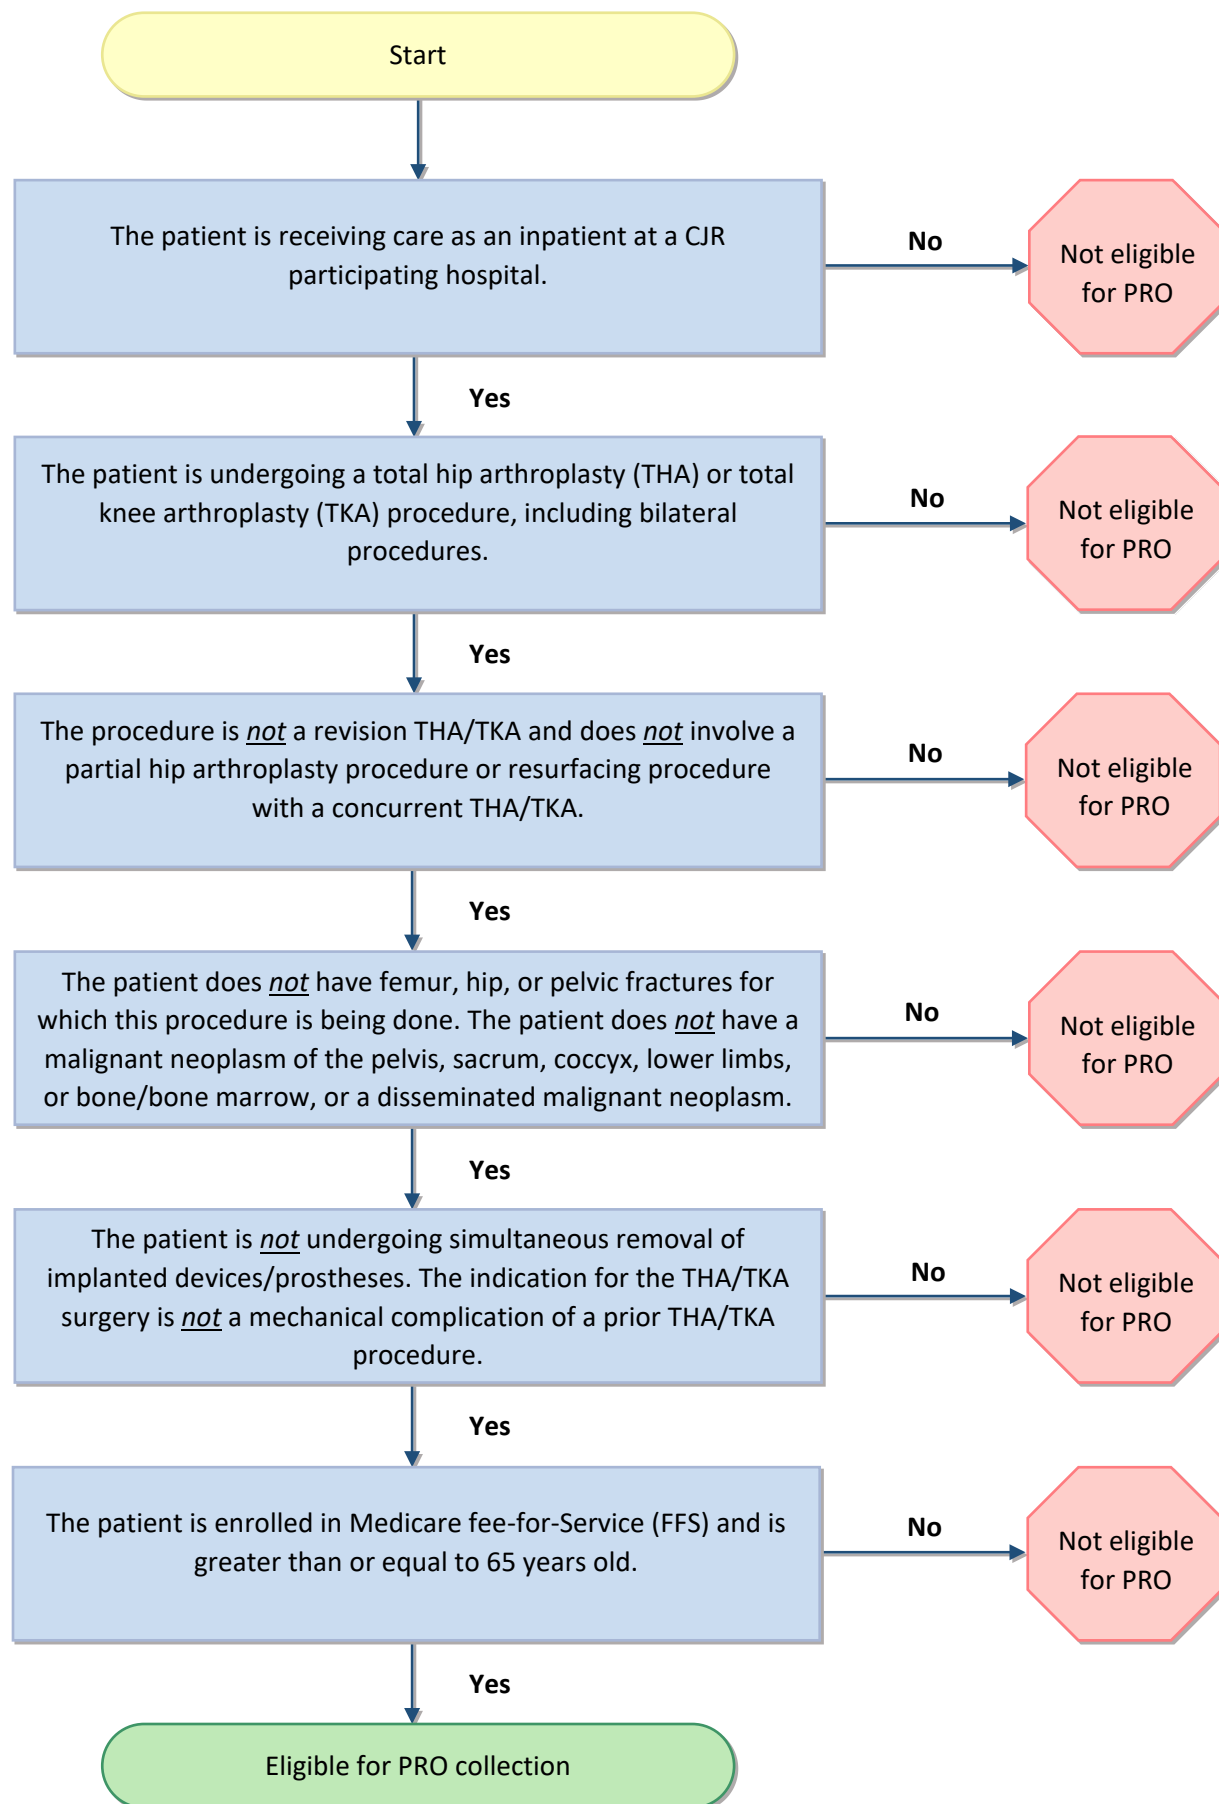 Start
The patient is receiving care as an inpatient at a CJR
participating hospital.
No
Not eligible
for PRO
Yes
The patient is undergoing a total hip arthroplasty (THA) or total
knee arthroplasty (TKA) procedure, including bilateral
procedures.
No
Not eligible
for PRO
Yes
The procedure is not a revision THA/TKA and does not involve a
partial hip arthroplasty procedure or resurfacing procedure
with a concurrent THA/TKA.
No
Not eligible
for PRO
Yes
The patient does not have femur, hip, or pelvic fractures for
which this procedure is being done. The patient does not have a
malignant neoplasm of the pelvis, sacrum, coccyx, lower limbs,
or bone/bone marrow, or a disseminated malignant neoplasm.
No
Not eligible
for PRO
Yes
The patient is not undergoing simultaneous removal of
implanted devices/prostheses. The indication for the THA/TKA
surgery is not a mechanical complication of a prior THA/TKA
procedure.
No
Not eligible
for PRO
Yes
The patient is enrolled in Medicare fee-for-Service (FFS) and is
greater than or equal to 65 years old.
No
Not eligible
for PRO
Yes
Eligible for PRO collection